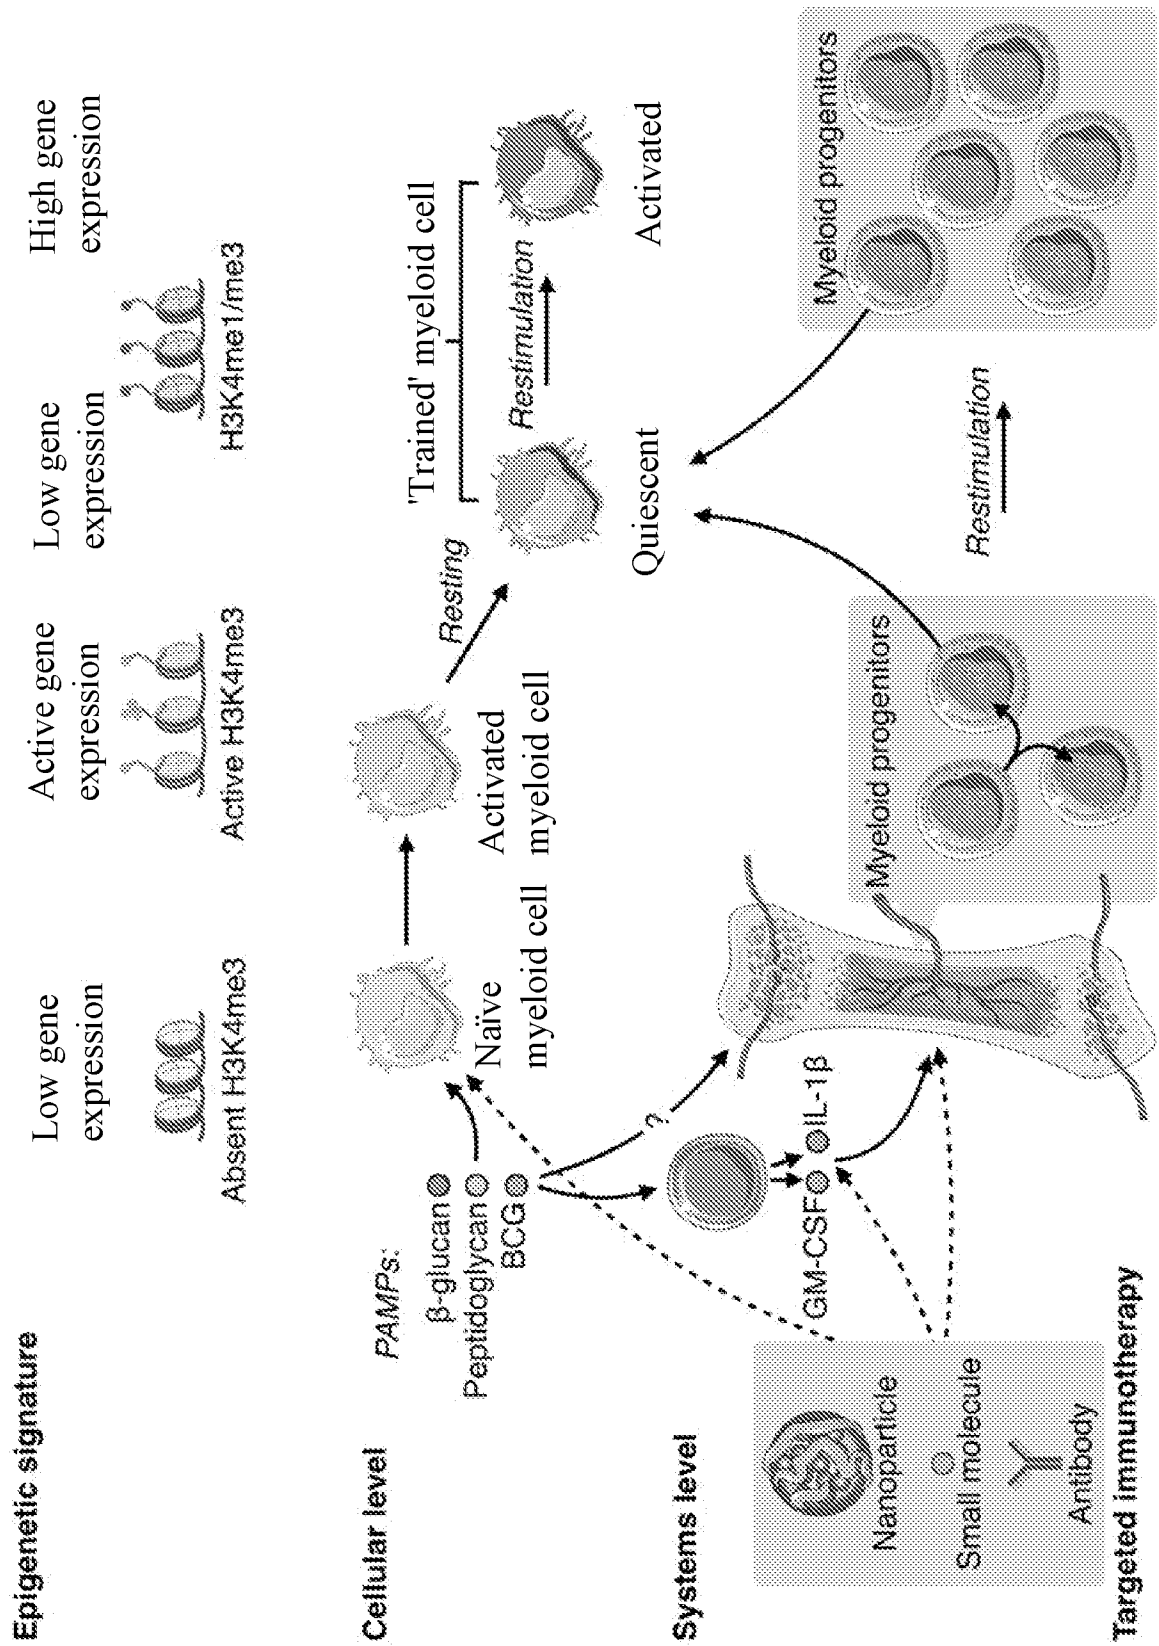 Epigenetic signature
Low gene
expression
Active gene
expression
Low gene
expression
High gene
expression
Absent H3K4me3
Active H3K4me3
H3K4me1/me3
Cellular level
PAMPs:
β-glucan
Peptidoglycan
BCG
Naïve
myeloid cell
Activated
myeloid cell
Resting
'Trained' myeloid cell
Restimulation
Quiescent
Activated
Systems level
?
GM-CSF
IL-1β
Myeloid progenitors
Restimulation
Myeloid progenitors
Nanoparticle
Small molecule
Antibody
Targeted immunotherapy